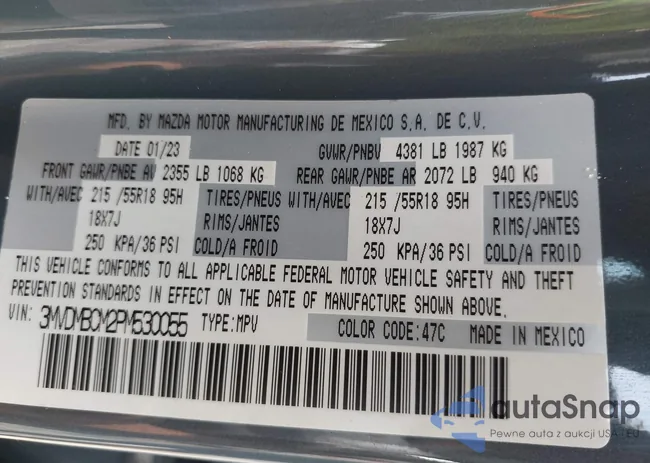 MFD. BY MAZDA MOTOR MANUFACTURING DE MEXICO S.A. DE C.V.
DATE 01/23 GVWR/PNBV 4381 LB 1987 KG
FRONT GAWR/PNBE AV 2355 LB 1068 KG REAR GAWR/PNBE AR 2072 LB 940 KG
WITH/AVEC 215 /55R18 95H TIRES/PNEUS WITH/AVEC 215 /55R18 95H TIRES/PNEUS
18X7J RIMS/JANTES 18X7J RIMS/JANTES
250 KPA/36 PSI COLD/A FROID 250 KPA/36 PSI COLD/A FROID
THIS VEHICLE CONFORMS TO ALL APPLICABLE FEDERAL MOTOR VEHICLE SAFETY AND THEFT
PREVENTION STANDARDS IN EFFECT ON THE DATE OF MANUFACTURE SHOWN ABOVE.
VIN: 3MVDMBCM2PM530055 TYPE:MPV COLOR CODE:47C MADE IN MEXICO
autaSnap
Pewne auta z aukcji USA i EU